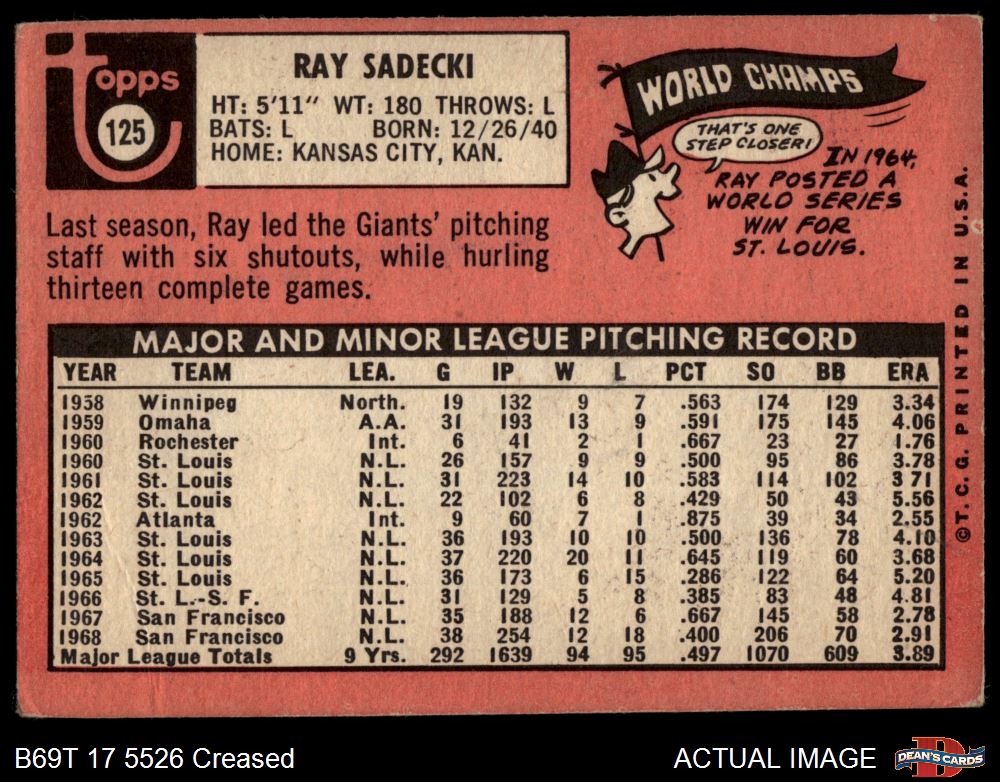 topps
125
RAY SADECKI
HT: 5'11" WT: 180 THROWS: L
BATS: L BORN: 12/26/40
HOME: KANSAS CITY, KAN.
WORLD CHAMPS
THAT'S ONE
STEP CLOSER!
IN 1964,
RAY POSTED A
WORLD SERIES
WIN FOR
ST. LOUIS.
Last season, Ray led the Giants' pitching
staff with six shutouts, while hurling
thirteen complete games.
MAJOR AND MINOR LEAGUE PITCHING RECORD
YEAR TEAM LEA. G IP W L PCT SO BB ERA
1958 Winnipeg North. 19 132 9 7 .563 174 129 3.34
1959 Omaha A.A. 31 193 13 9 .591 175 145 4.06
1960 Rochester Int. 6 41 2 1 .667 23 27 1.76
1960 St. Louis N.L. 26 157 9 9 .500 95 86 3.78
1961 St. Louis N.L. 31 223 14 10 .583 114 102 3 71
1962 St. Louis N.L. 22 102 6 8 .429 50 43 5.56
1962 Atlanta Int. 9 60 7 1 .875 39 34 2.55
1963 St. Louis N.L. 36 193 10 10 .500 136 78 4.10
1964 St. Louis N.L. 37 220 20 11 .645 119 60 3.68
1965 St. Louis N.L. 36 173 6 15 .286 122 64 5.20
1966 St. L.-S. F. N.L. 31 129 5 8 .385 83 48 4.81
1967 San Francisco N.L. 35 188 12 6 .667 145 58 2.78
1968 San Francisco N.L. 38 254 12 18 .400 206 70 2.91
Major League Totals 9 Yrs. 292 1639 94 95 .497 1070 609 3.89
©T.C.G. PRINTED IN U.S.A.
B69T 17 5526 Creased
ACTUAL IMAGE
D
DEAN'S CARDS